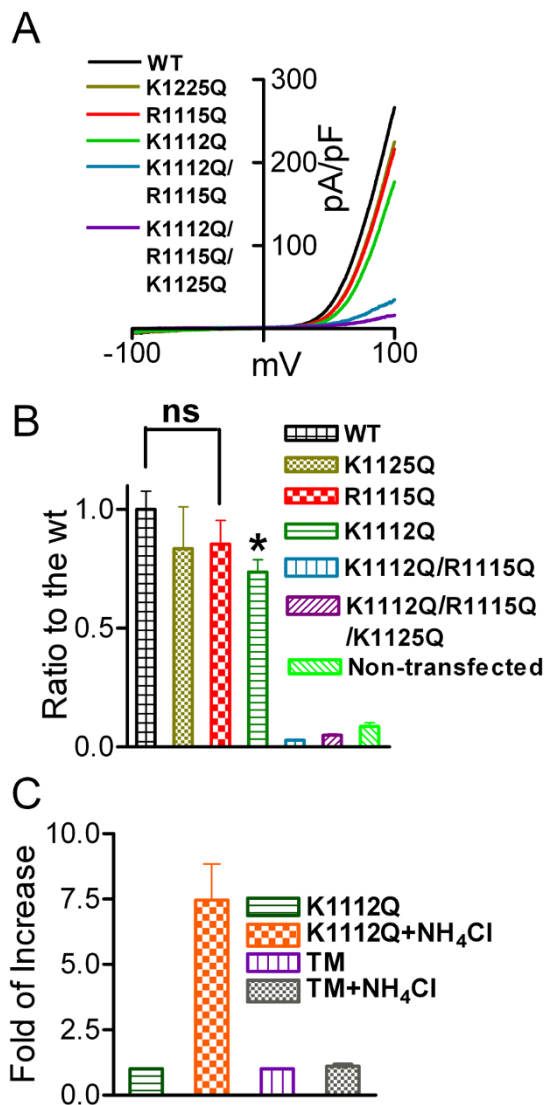 A
WT
K1225Q
R1115Q
K1112Q
K1112Q/
R1115Q
K1112Q/
R1115Q/
K1125Q
300
200
100
pA/pF
-100
mV
100
B
ns
*
1.0
0.5
0.0
Ratio to the wt
WT
K1125Q
R1115Q
K1112Q
K1112Q/R1115Q
K1112Q/R1115Q
/K1125Q
Non-transfected
C
10.0
7.5
5.0
2.5
0.0
Fold of Increase
K1112Q
K1112Q+NH₄Cl
TM
TM+NH₄Cl